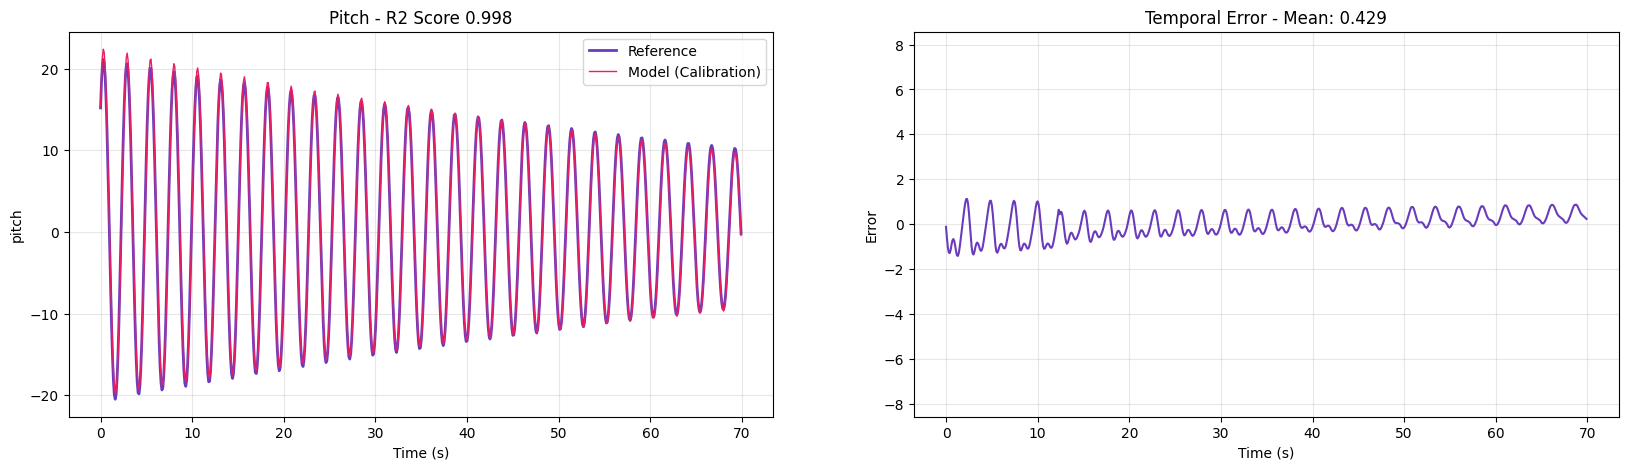 Pitch - R2 Score 0.998
Reference
Model (Calibration)
pitch
20
10
0
−10
−20
0 10 20 30 40 50 60 70
Time (s)
Temporal Error - Mean: 0.429
Error
8
6
4
2
0
−2
−4
−6
−8
0 10 20 30 40 50 60 70
Time (s)